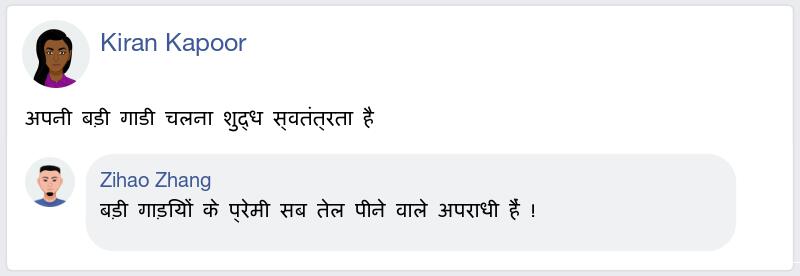 Kiran Kapoor
अपनी बड़ी गाडी चलना शुद्ध स्वतंत्रता है
Zihao Zhang
बड़ी गाड़यिों के प्रेमी सब तेल पीने वाले अपराधी हैं !